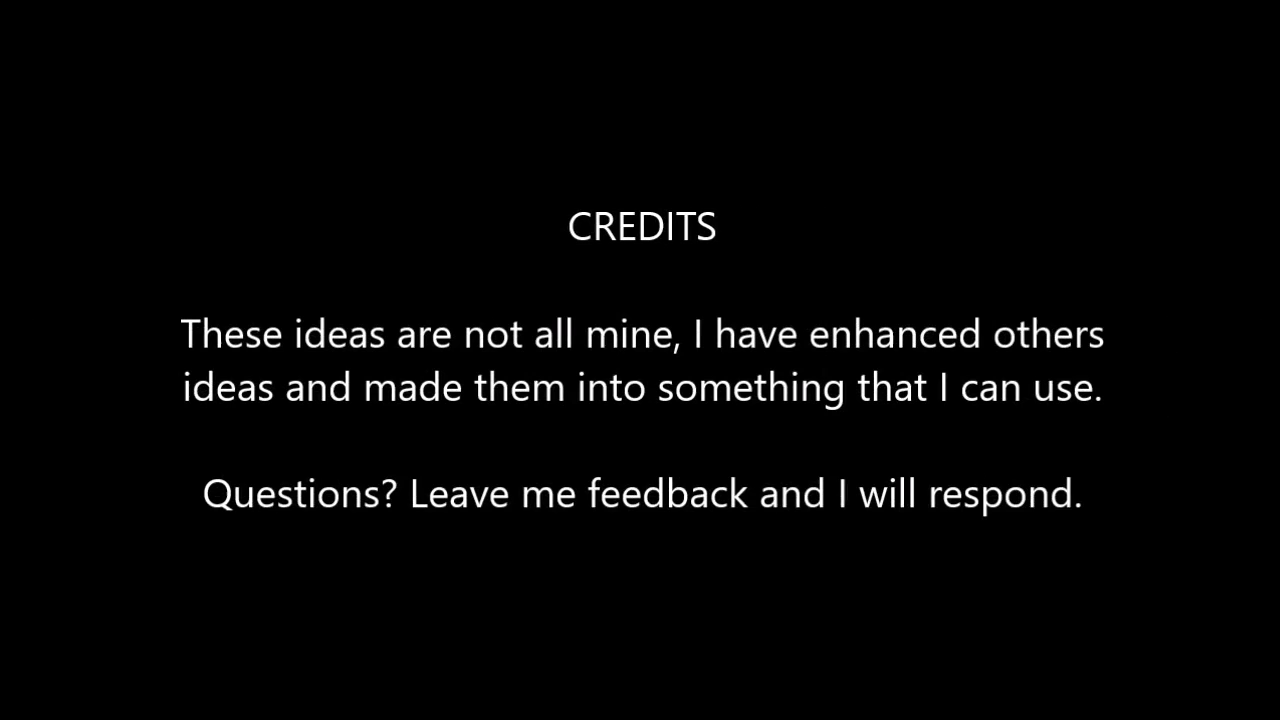 CREDITS
These ideas are not all mine, I have enhanced others
ideas and made them into something that I can use.
Questions? Leave me feedback and I will respond.